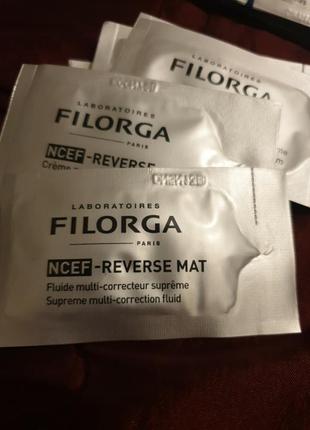 LABORATOIRES
FILORGA
LABORATOIRES
FILORGA
PARIS
NCEF-REVERSE
Crème
LABORATOIRES
FILORGA
PARIS
NCEF-REVERSE MAT
Fluide multi-correcteur suprême
Supreme multi-correction fluid